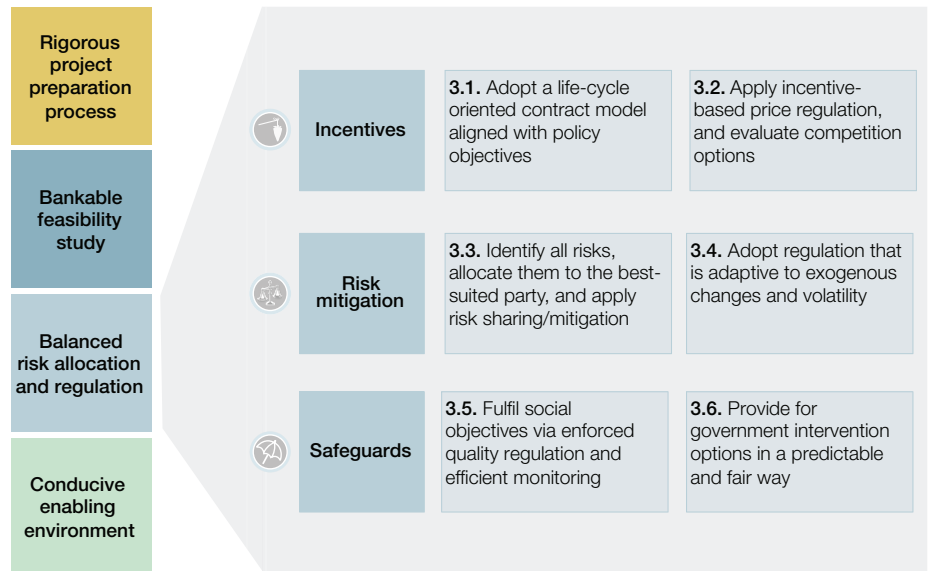 Rigorous
project
preparation
process
Bankable
feasibility
study
Balanced
risk allocation
and regulation
Conducive
enabling
environment
Incentives
3.1. Adopt a life-cycle
oriented contract model
aligned with policy
objectives
3.2. Apply incentive-
based price regulation,
and evaluate competition
options
Risk
mitigation
3.3. Identify all risks,
allocate them to the best-
suited party, and apply
risk sharing/mitigation
3.4. Adopt regulation that
is adaptive to exogenous
changes and volatility
Safeguards
3.5. Fulfil social
objectives via enforced
quality regulation and
efficient monitoring
3.6. Provide for
government intervention
options in a predictable
and fair way